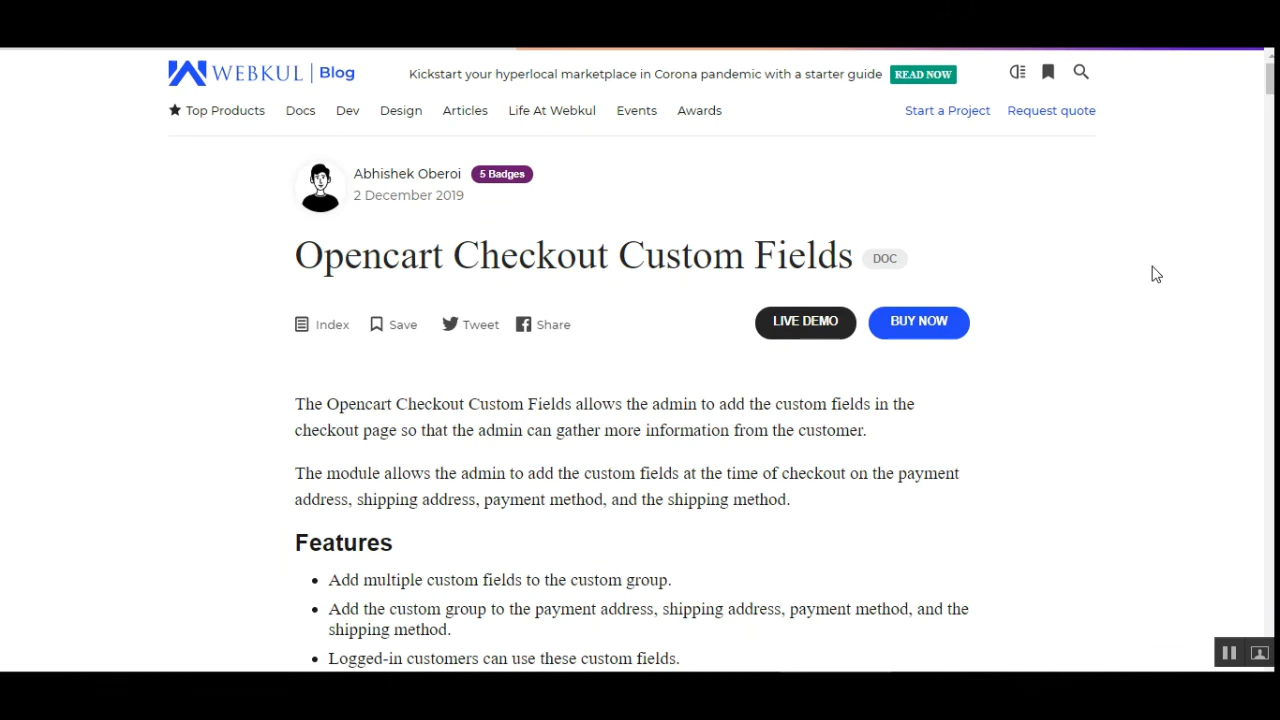 WEBKUL | Blog
Kickstart your hyperlocal marketplace in Corona pandemic with a starter guide READ NOW
Top Products Docs Dev Design Articles Life At Webkul Events Awards Start a Project Request quote
Abhishek Oberoi 5 Badges
2 December 2019
Opencart Checkout Custom Fields DOC
Index Save Tweet Share LIVE DEMO BUY NOW
The Opencart Checkout Custom Fields allows the admin to add the custom fields in the
checkout page so that the admin can gather more information from the customer.
The module allows the admin to add the custom fields at the time of checkout on the payment
address, shipping address, payment method, and the shipping method.
Features
• Add multiple custom fields to the custom group.
• Add the custom group to the payment address, shipping address, payment method, and the
shipping method.
• Logged-in customers can use these custom fields.